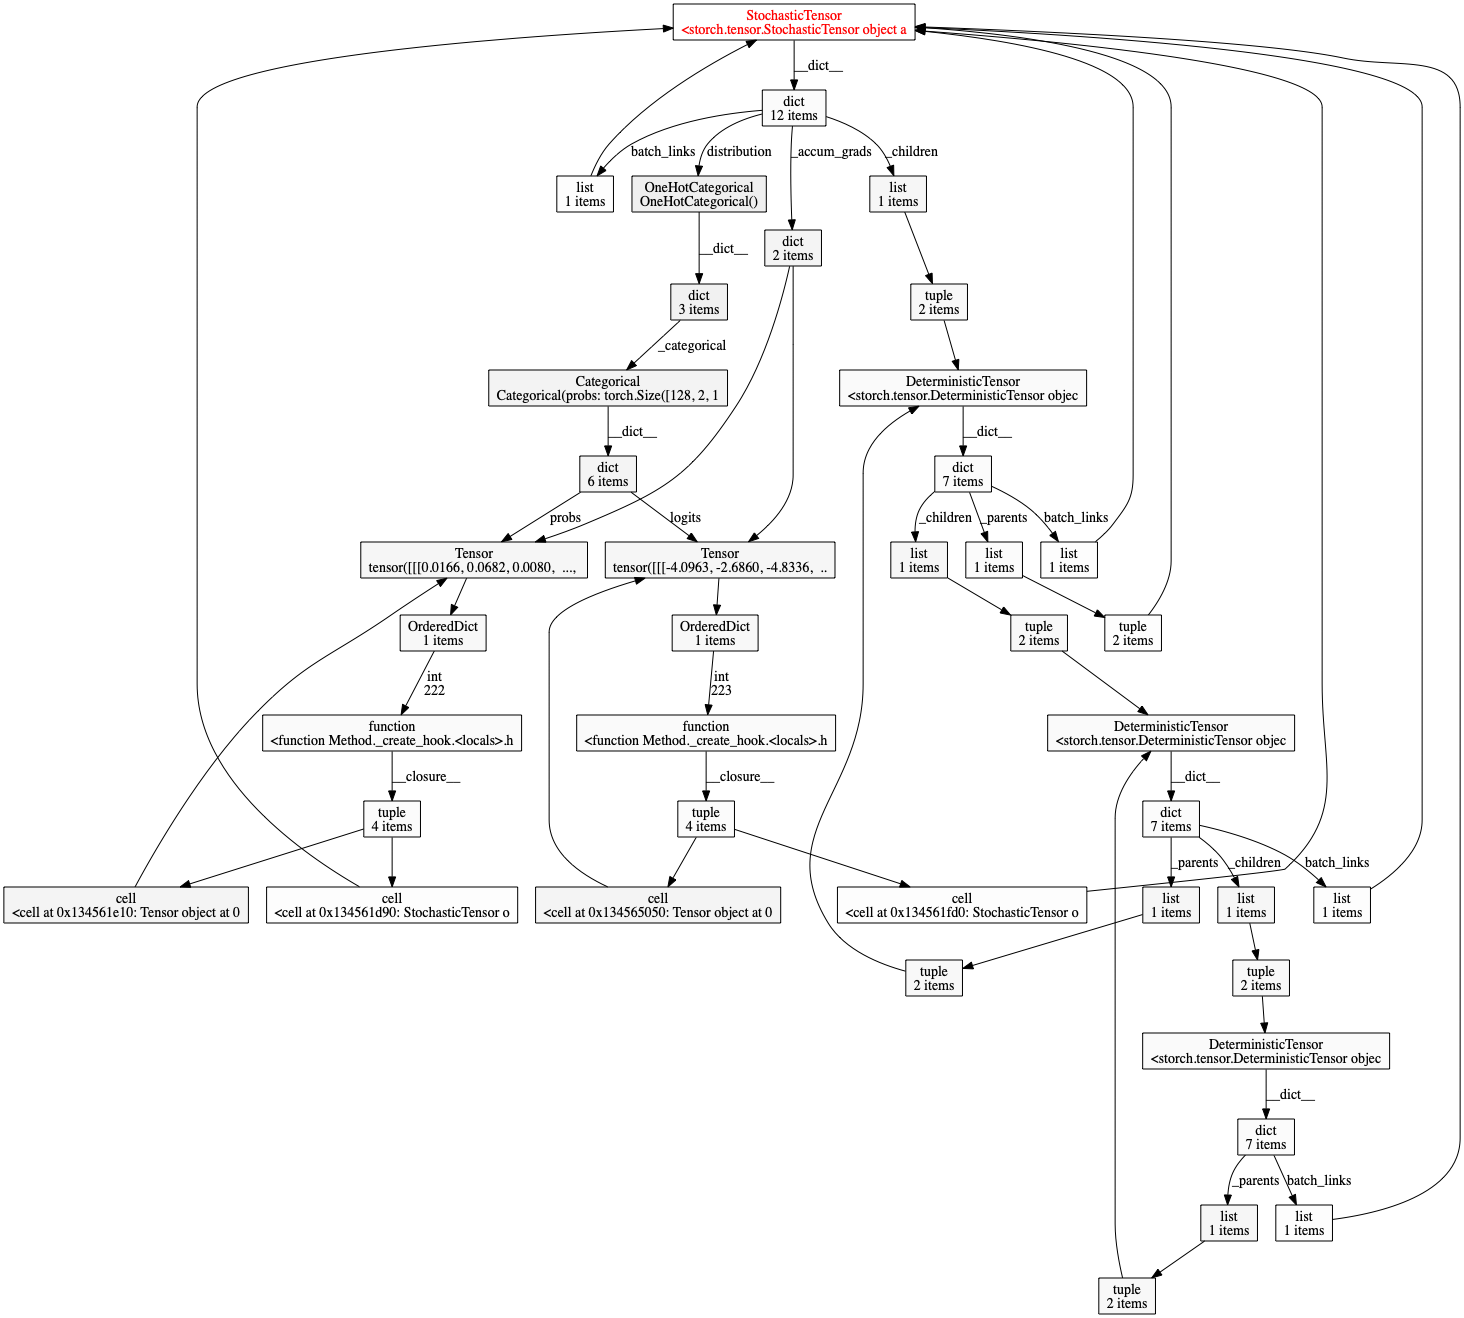 StochasticTensor
<storch.tensor.StochasticTensor object a
__dict__
dict
12 items
batch_links
distribution
_accum_grads
_children
list
1 items
OneHotCategorical
OneHotCategorical()
list
1 items
__dict__
dict
2 items
dict
3 items
tuple
2 items
_categorical
Categorical
Categorical(probs: torch.Size([128, 2, 1
DeterministicTensor
<storch.tensor.DeterministicTensor objec
__dict__
__dict__
dict
6 items
dict
7 items
probs
logits
_children
_parents
batch_links
Tensor
tensor([[[[0.0166, 0.0682, 0.0080,  ...,
Tensor
tensor([[[[-4.0963, -2.6860, -4.8336,  ..
list
1 items
list
1 items
list
1 items
OrderedDict
1 items
OrderedDict
1 items
tuple
2 items
tuple
2 items
int
222
int
223
function
<function Method._create_hook.<locals>.h
function
<function Method._create_hook.<locals>.h
DeterministicTensor
<storch.tensor.DeterministicTensor objec
__closure__
__closure__
__dict__
tuple
4 items
tuple
4 items
dict
7 items
_parents
_children
batch_links
cell
<cell at 0x134561e10: Tensor object at 0
cell
<cell at 0x134561d90: StochasticTensor o
cell
<cell at 0x134565050: Tensor object at 0
cell
<cell at 0x134561fd0: StochasticTensor o
list
1 items
list
1 items
list
1 items
tuple
2 items
tuple
2 items
DeterministicTensor
<storch.tensor.DeterministicTensor objec
__dict__
dict
7 items
_parents
batch_links
list
1 items
list
1 items
tuple
2 items